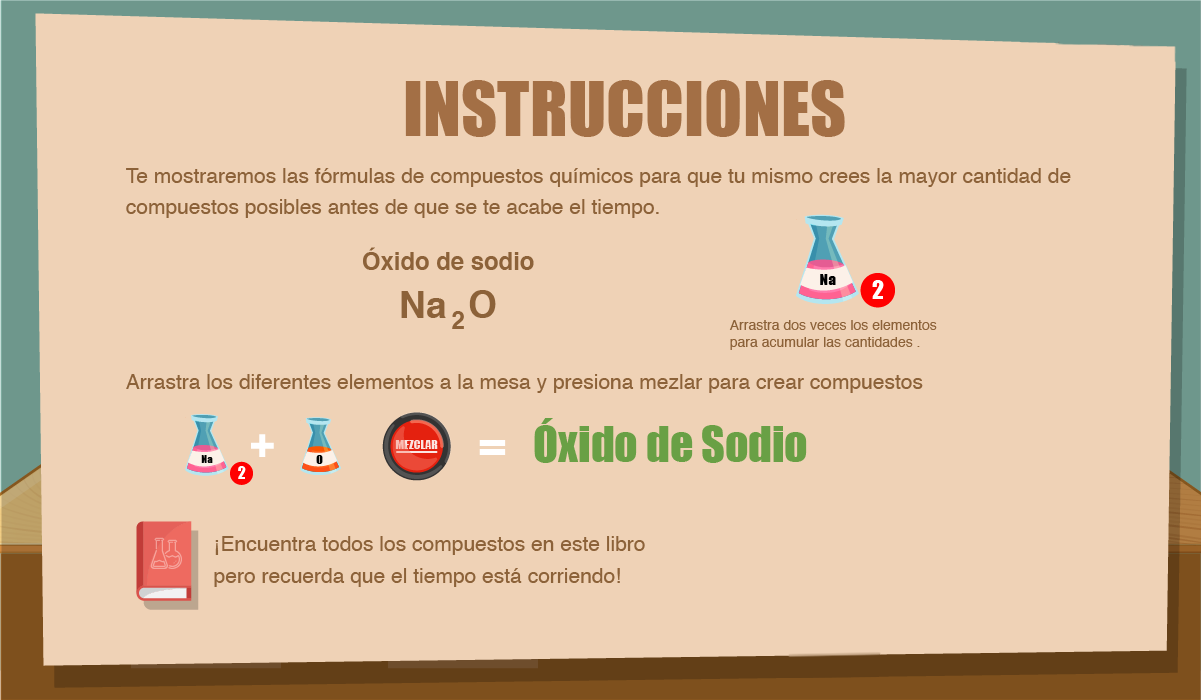 INSTRUCCIONES
Te mostraremos las fórmulas de compuestos químicos para que tu mismo crees la mayor cantidad de
compuestos posibles antes de que se te acabe el tiempo.
Óxido de sodio
Na₂O
Na
2
Arrastra dos veces los elementos
para acumular las cantidades .
Arrastra los diferentes elementos a la mesa y presiona mezlar para crear compuestos
Na 2 + O MEZCLAR = Óxido de Sodio
¡Encuentra todos los compuestos en este libro
pero recuerda que el tiempo está corriendo!